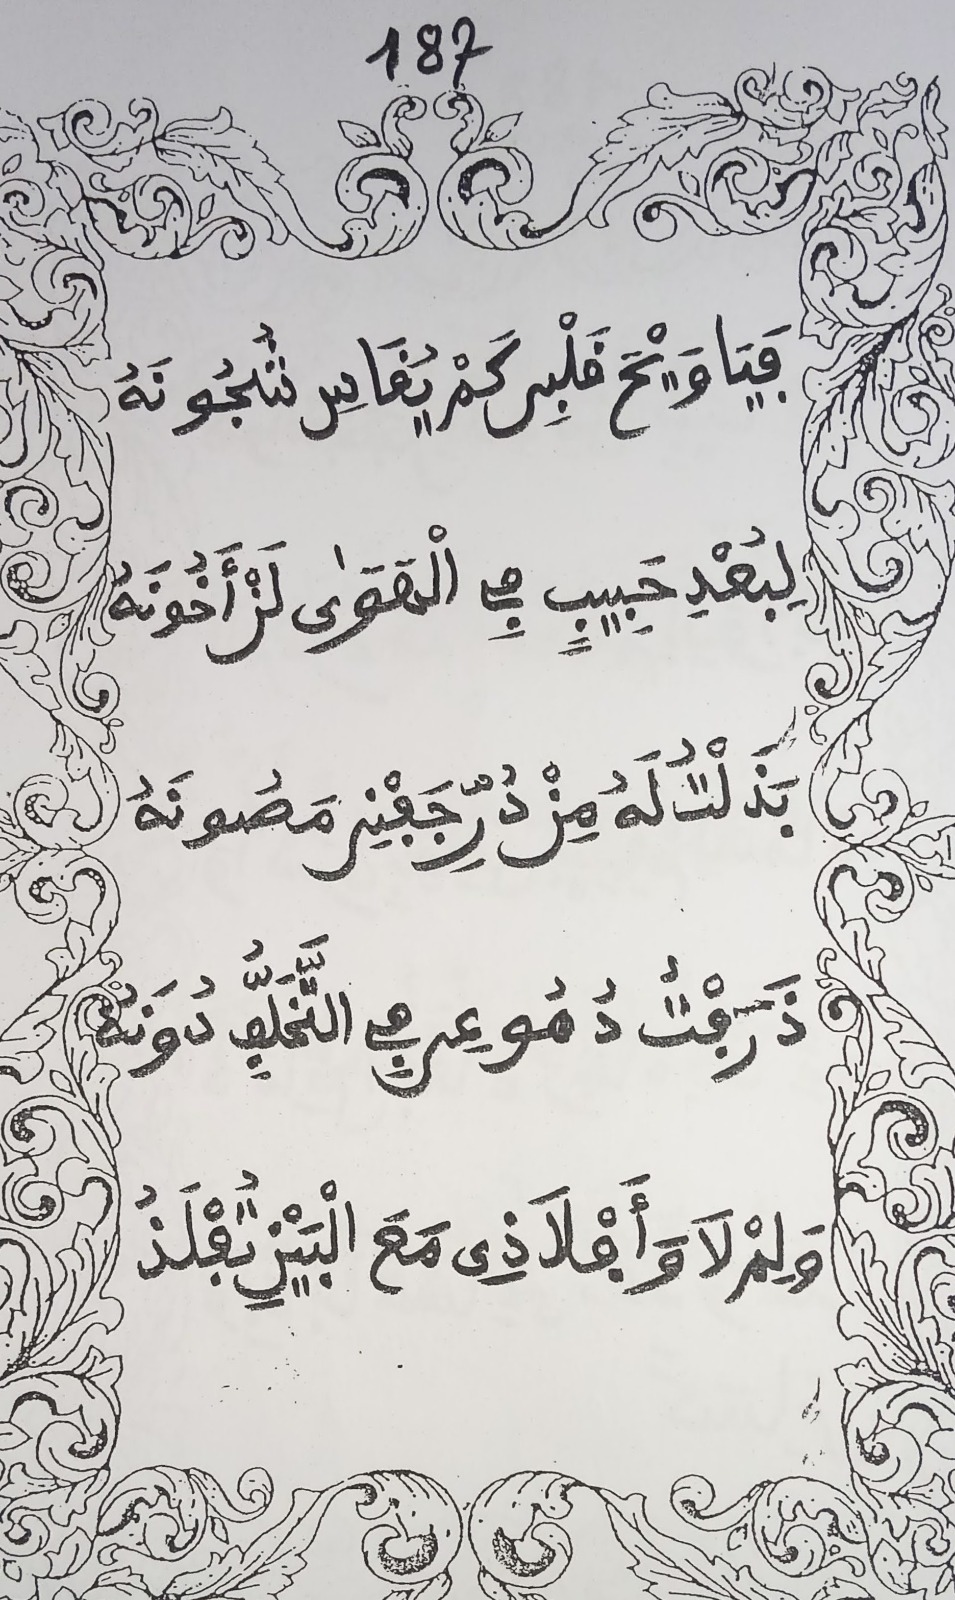 187
فَيَا وَيْحَ قَلْبِي كَمْ يُقَاسِي شُجُونَهُ
لِبُعْدِ حَبِيبٍ فِي الْهَوَى لَنْ أَخُونَهُ
بَذَلْتُ لَهُ مِنْ دُرِّ جَفْنِي مَصُونَهُ
ذَرَفْتُ دُمُوعِي فِي التَّخَلِّي دُونَهُ
وَلِمْ لَا وَأَفْلَاذِي مَعَ الْبَيْنِ تُفْلَذُ